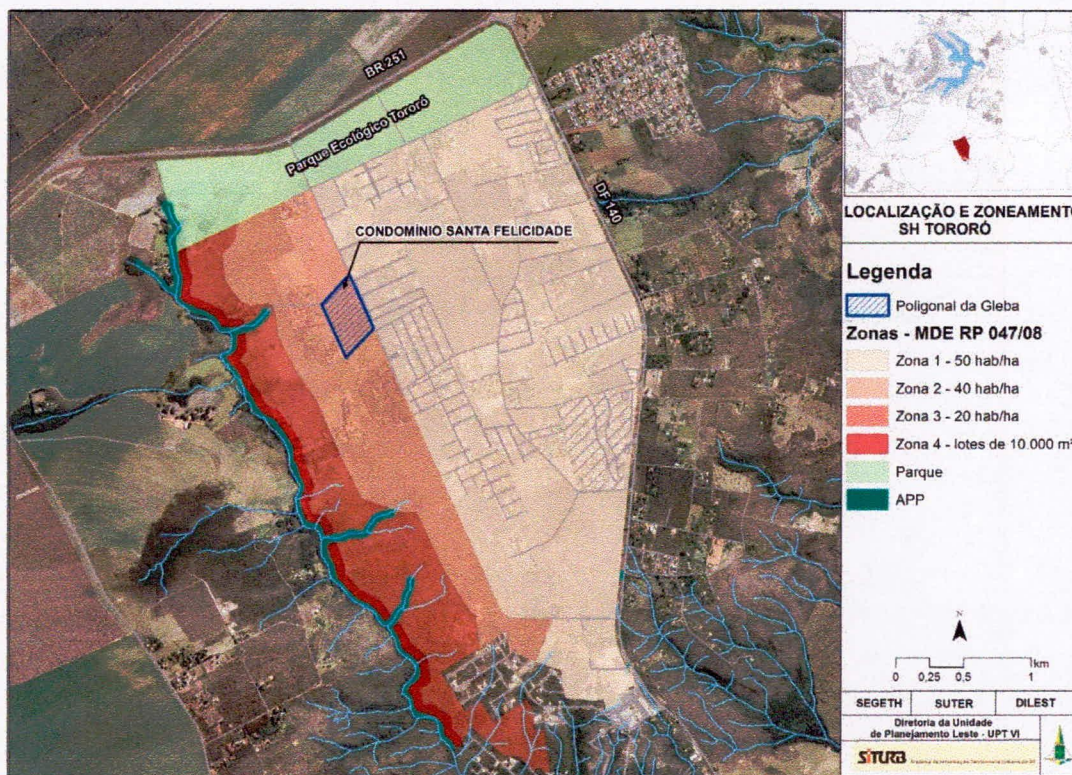 BR 251
Parque Ecológico Tororó
DF 140
CONDOMÍNIO SANTA FELICIDADE
LOCALIZAÇÃO E ZONEAMENTO
SH TORORÓ
Legenda
Poligonal da Gleba
Zonas - MDE RP 047/08
Zona 1 - 50 hab/ha
Zona 2 - 40 hab/ha
Zona 3 - 20 hab/ha
Zona 4 - lotes de 10.000 m²
Parque
APP
N
km
0 0,25 0,5 1
SEGETH SUTER DILEST
Diretoria da Unidade
de Planejamento Leste - UPT VI
SITURB